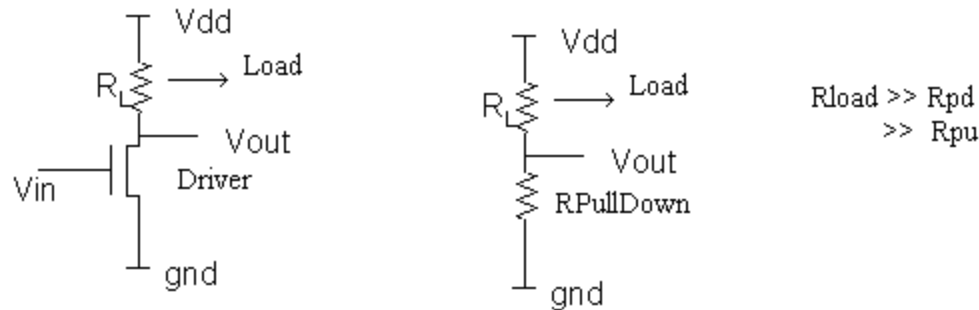 Vdd
Load
RL
Vout
Vin
Driver
gnd
Vdd
Load
RL
Vout
RPullDown
gnd
Rload >> Rpd
>> Rpu